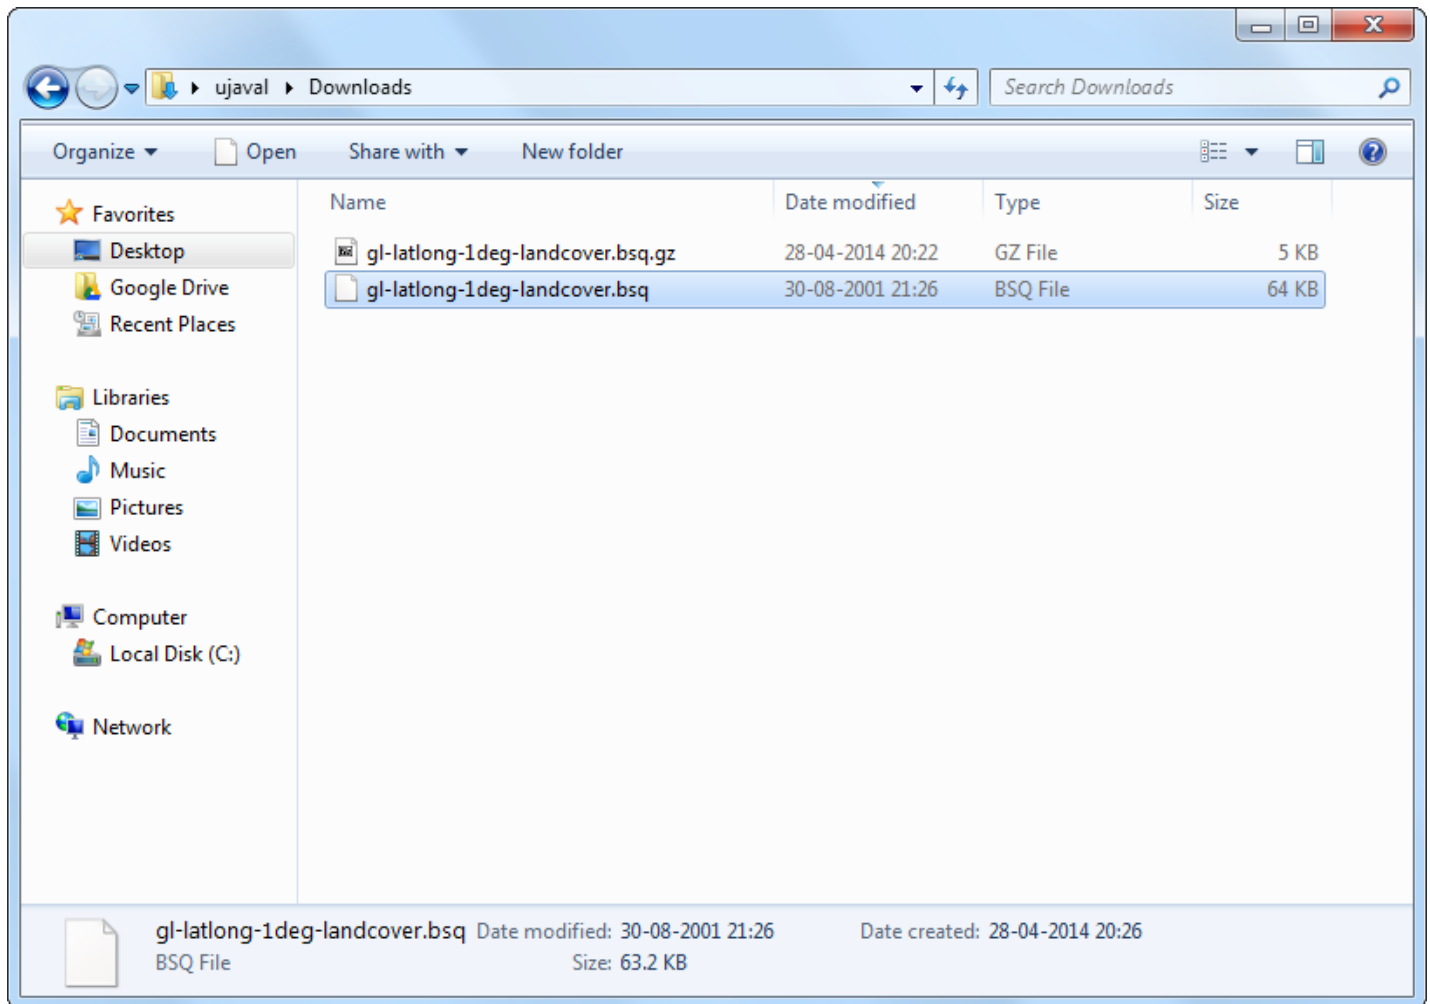 ujaval Downloads Search Downloads
Organize Open Share with New folder
Name Date modified Type Size
Favorites
Desktop
Google Drive
Recent Places
Libraries
Documents
Music
Pictures
Videos
Computer
Local Disk (C:)
Network
gl-latlong-1deg-landcover.bsq.gz 28-04-2014 20:22 GZ File 5 KB
gl-latlong-1deg-landcover.bsq 30-08-2001 21:26 BSQ File 64 KB
gl-latlong-1deg-landcover.bsq Date modified: 30-08-2001 21:26 Date created: 28-04-2014 20:26
BSQ File Size: 63.2 KB